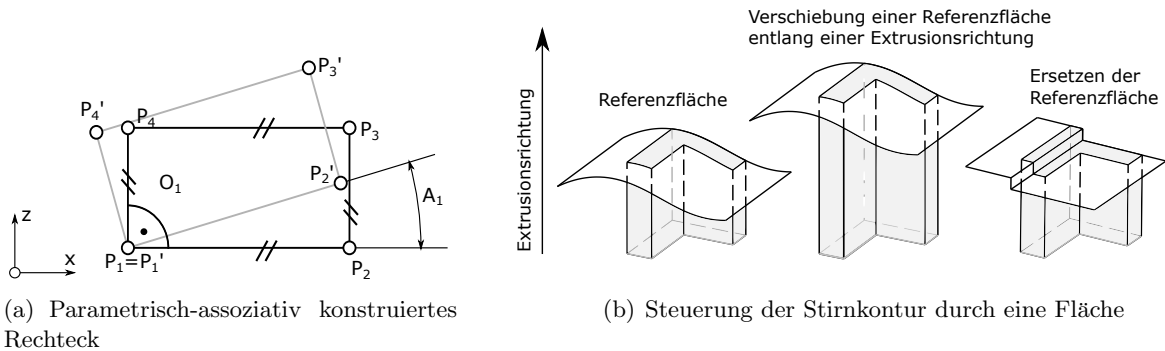 P4'
P4
P3'
P3
O1
P2'
A1
z
x
P1=P1'
P2
(a) Parametrisch-assoziativ konstruiertes
Rechteck
Extrusionsrichtung
Referenzfläche
Verschiebung einer Referenzfläche
entlang einer Extrusionsrichtung
Ersetzen der
Referenzfläche
(b) Steuerung der Stirnkontur durch eine Fläche